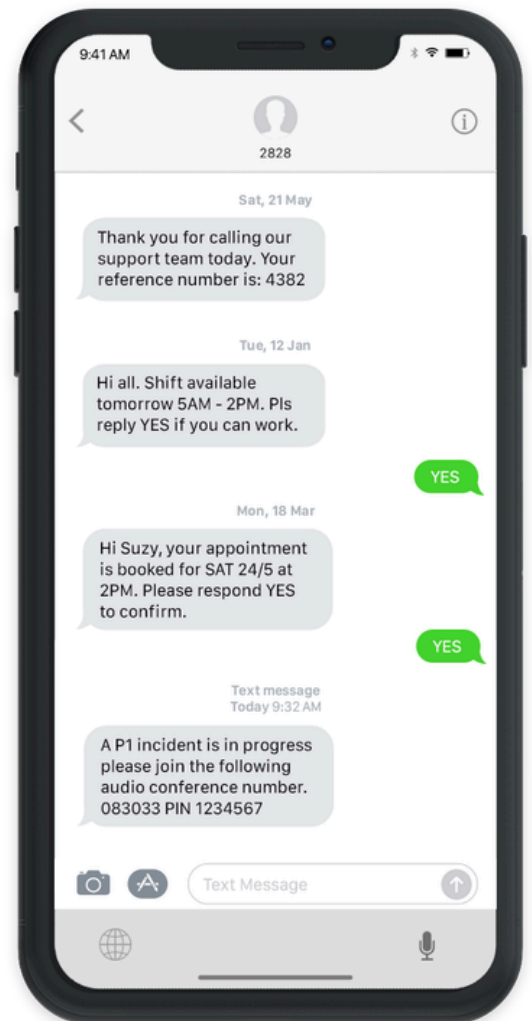 9:41 AM
2828
Sat, 21 May
Thank you for calling our
support team today. Your
reference number is: 4382
Tue, 12 Jan
Hi all. Shift available
tomorrow 5AM - 2PM. Pls
reply YES if you can work.
YES
Mon, 18 Mar
Hi Suzy, your appointment
is booked for SAT 24/5 at
2PM. Please respond YES
to confirm.
YES
Text message
Today 9:32 AM
A P1 incident is in progress
please join the following
audio conference number.
083033 PIN 1234567
Text Message